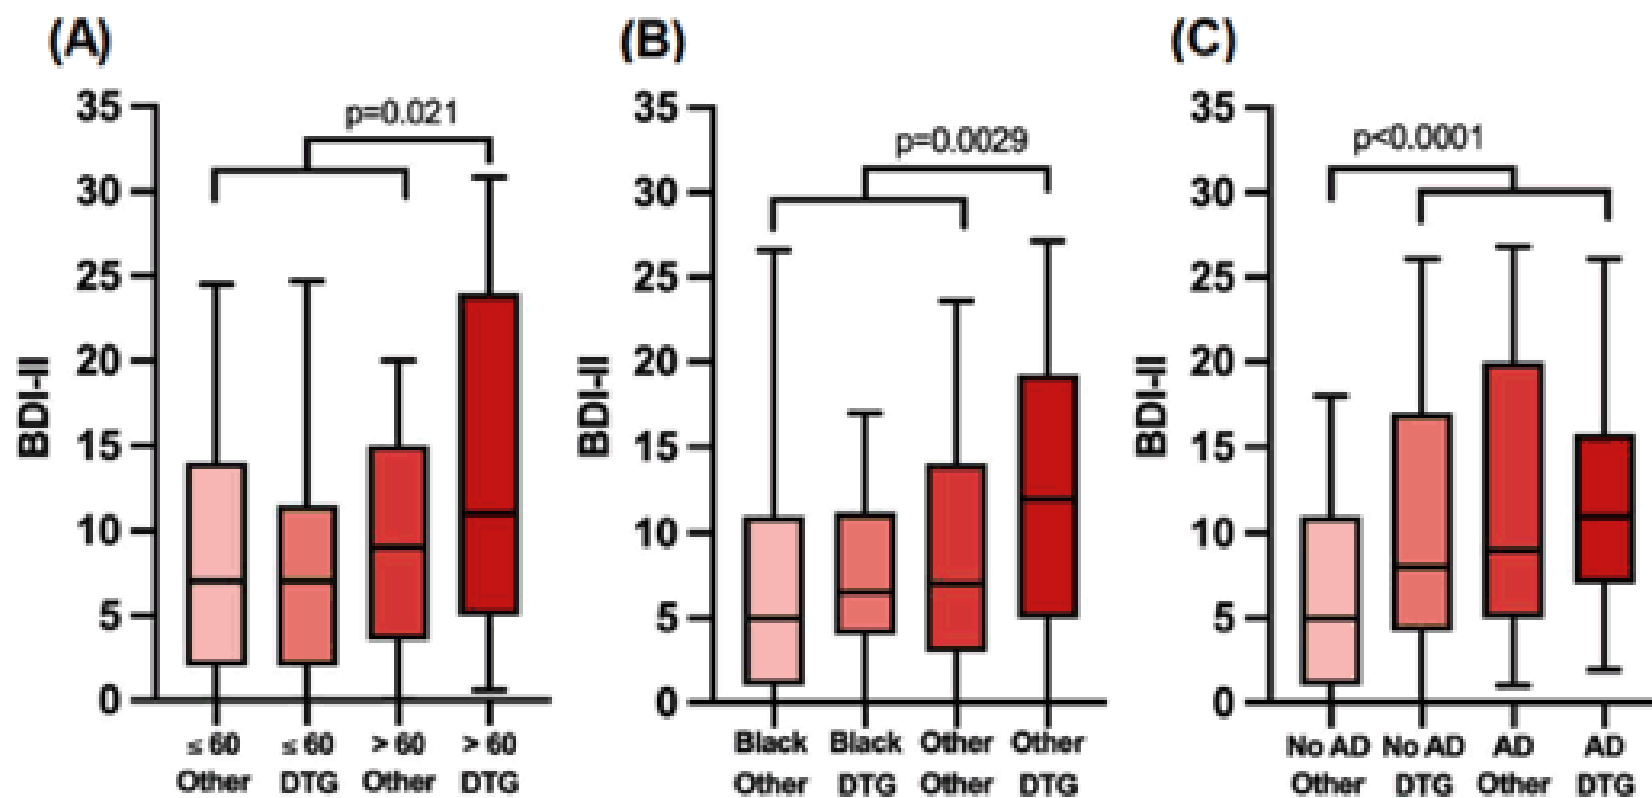 (A)
(B)
(C)
p=0.021
p=0.0029
p<0.0001
BDI-II
35
30
25
20
15
10
5
0
≤ 60 ≤ 60 > 60 > 60
Other DTG Other DTG
BDI-II
35
30
25
20
15
10
5
0
Black Black Other Other
Other DTG Other DTG
BDI-II
35
30
25
20
15
10
5
0
No AD No AD AD AD
Other DTG Other DTG